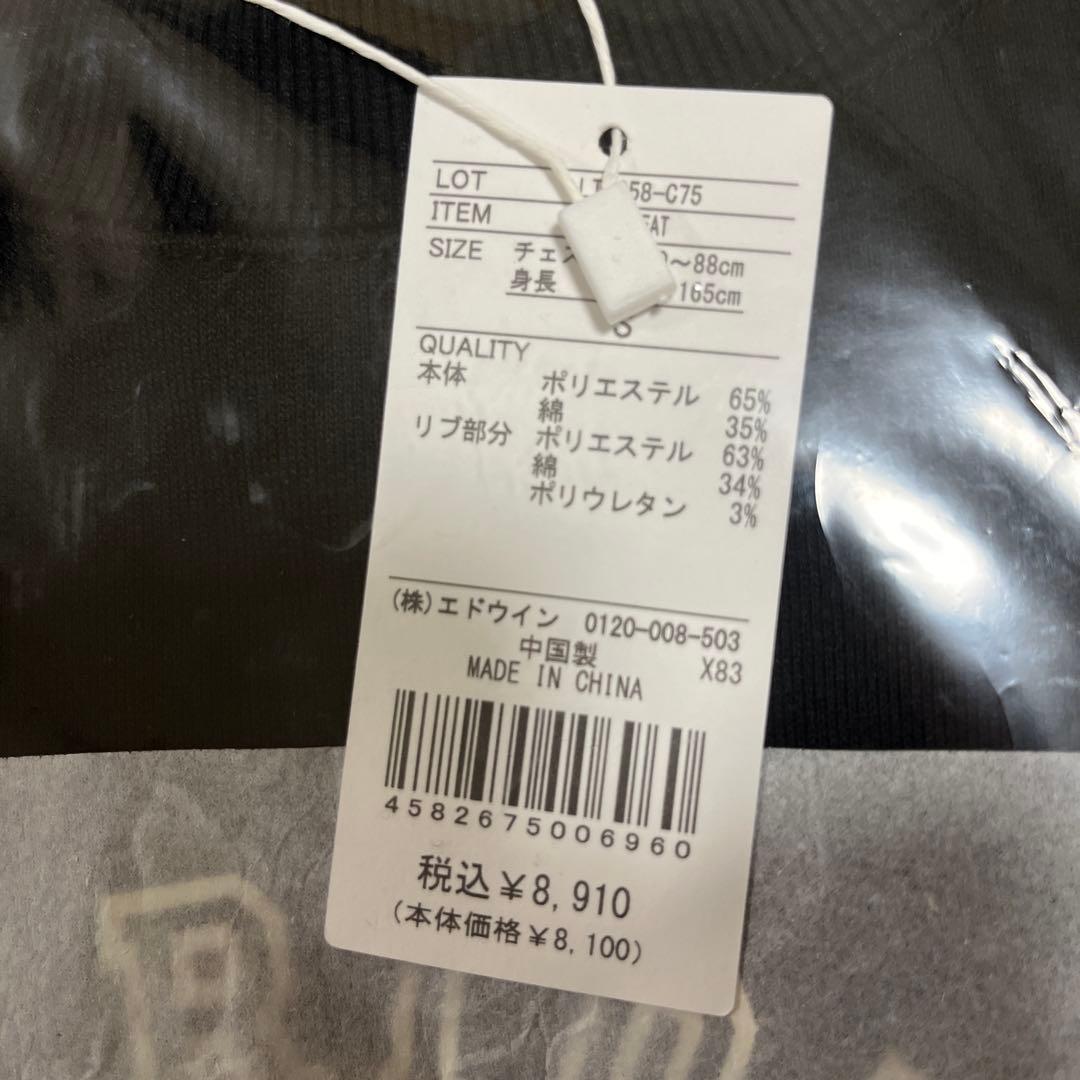 LOT 58-C75
ITEM
SIZE チェス ～88cm
身長 165cm
S
QUALITY
本体 ポリエステル 65%
綿 35%
リブ部分 ポリエステル 63%
綿 34%
ポリウレタン 3%
(株)エドウイン 0120-008-503
中国製 X83
MADE IN CHINA
4582675006960
税込¥8,910
(本体価格¥8,100)